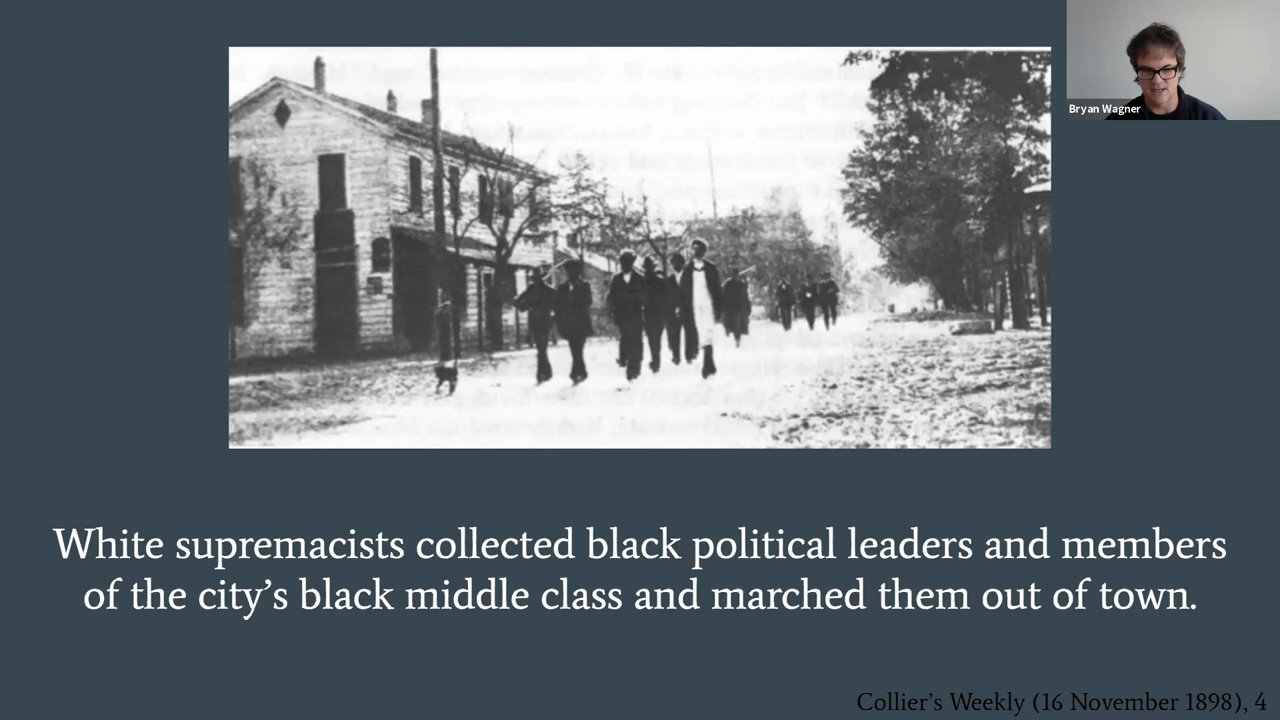 Bryan Wagner
White supremacists collected black political leaders and members
of the city’s black middle class and marched them out of town.
Collier’s Weekly (16 November 1898), 4